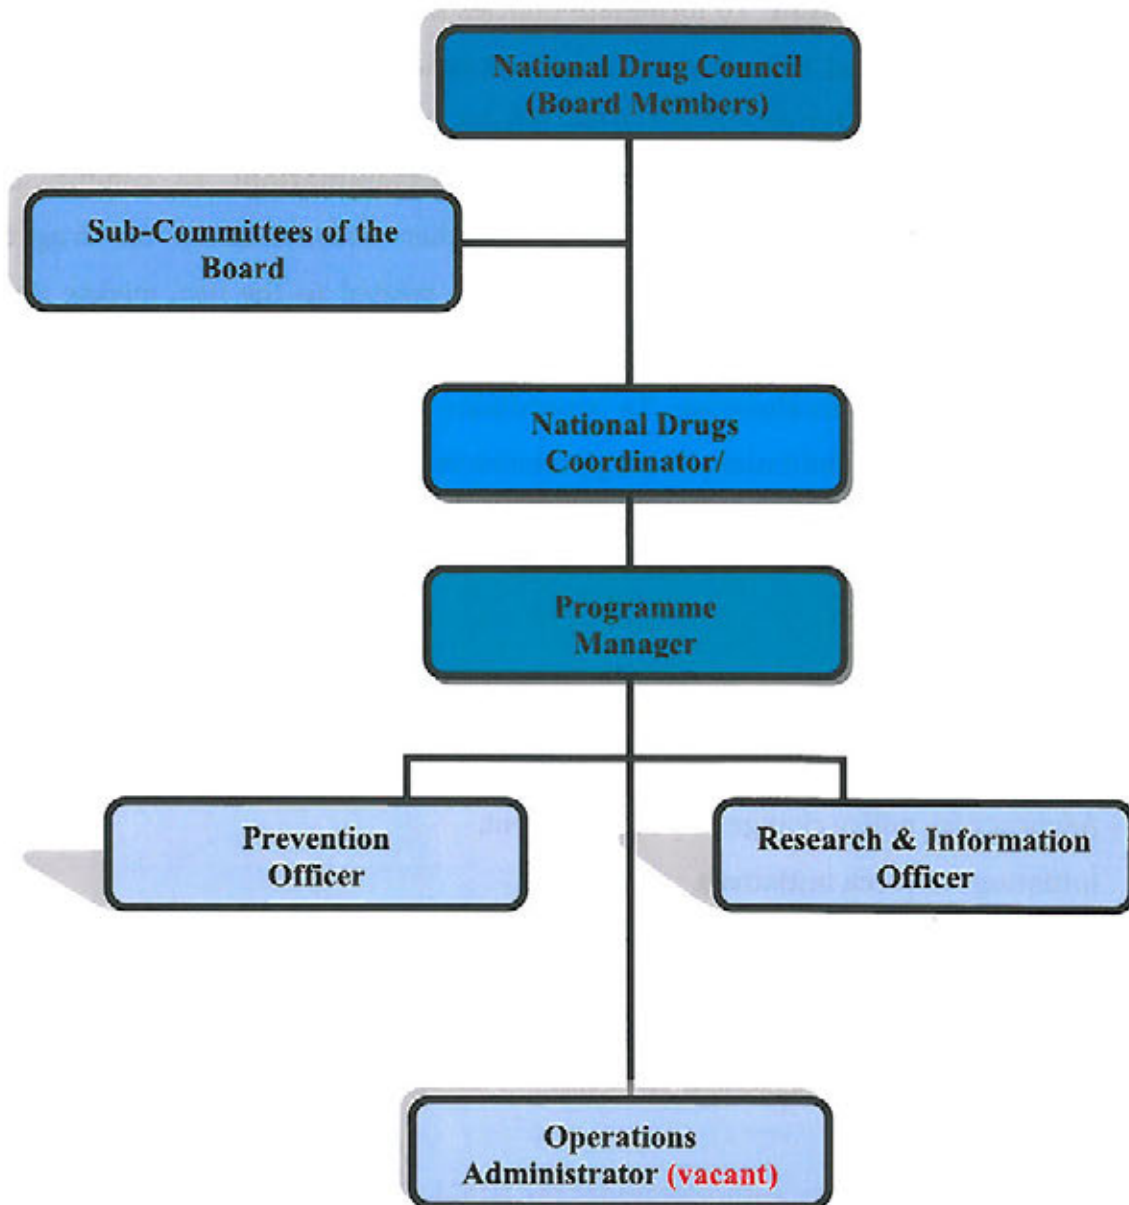 National Drug Council
(Board Members)
Sub-Committees of the
Board
National Drugs
Coordinator/
Programme
Manager
Prevention
Officer
Research & Information
Officer
Operations
Administrator (vacant)